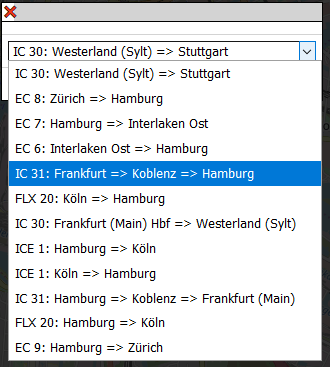 IC 30: Westerland (Sylt) => Stuttgart
IC 30: Westerland (Sylt) => Stuttgart
EC 8: Zürich => Hamburg
EC 7: Hamburg => Interlaken Ost
EC 6: Interlaken Ost => Hamburg
IC 31: Frankfurt => Koblenz => Hamburg
FLX 20: Köln => Hamburg
IC 30: Frankfurt (Main) Hbf => Westerland (Sylt)
ICE 1: Hamburg => Köln
ICE 1: Köln => Hamburg
IC 31: Hamburg => Koblenz => Frankfurt (Main)
FLX 20: Hamburg => Köln
EC 9: Hamburg => Zürich